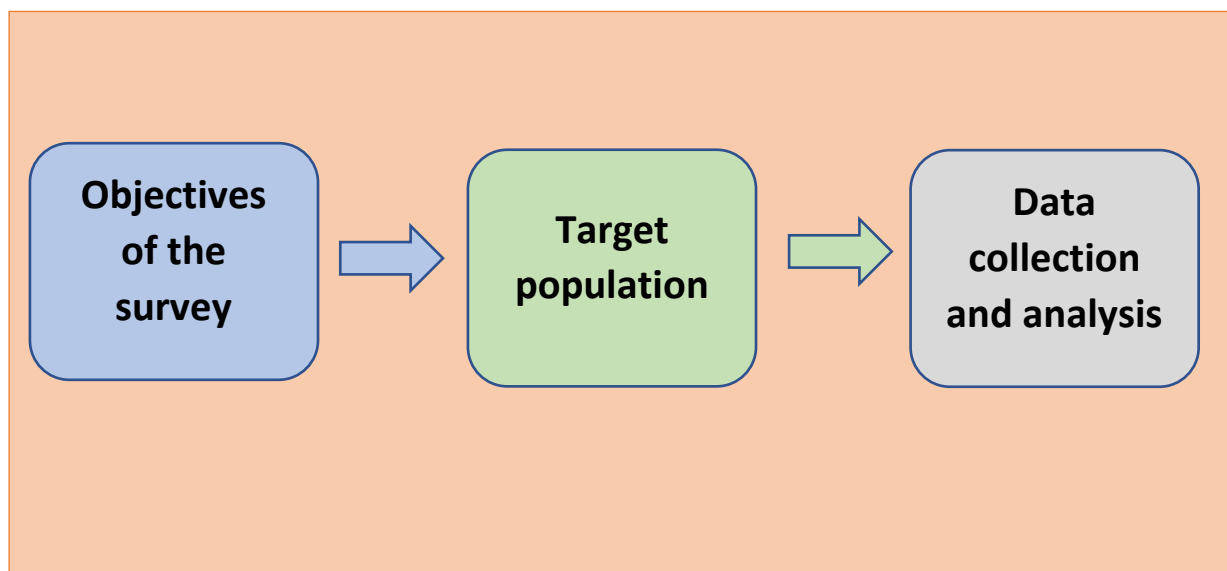 Objectives
of the
survey
Target
population
Data
collection
and analysis